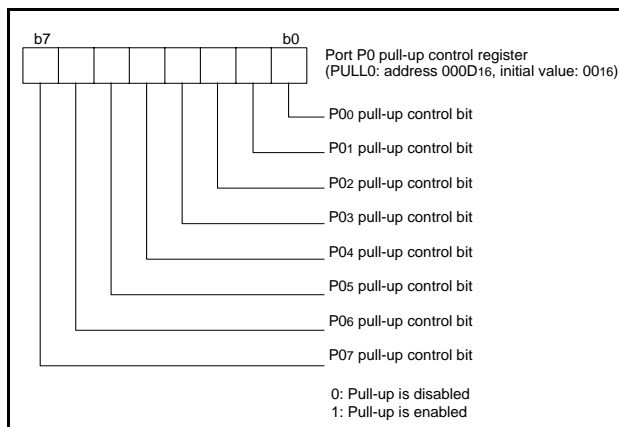 b7 b0
Port P0 pull-up control register
(PULL0: address 000D16, initial value: 0016)
P00 pull-up control bit
P01 pull-up control bit
P02 pull-up control bit
P03 pull-up control bit
P04 pull-up control bit
P05 pull-up control bit
P06 pull-up control bit
P07 pull-up control bit
0: Pull-up is disabled
1: Pull-up is enabled